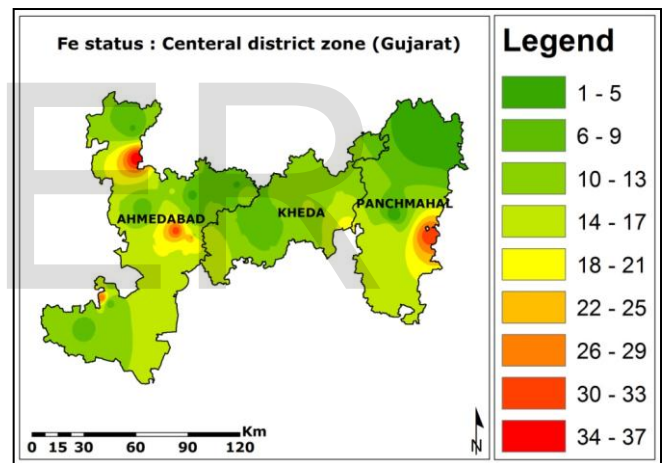 Fe status : Centeral district zone (Gujarat)
AHMEDABAD
KHEDA
PANCHMAHAL
Km
0 15 30 60 90 120
N
Legend
1 - 5
6 - 9
10 - 13
14 - 17
18 - 21
22 - 25
26 - 29
30 - 33
34 - 37
ER